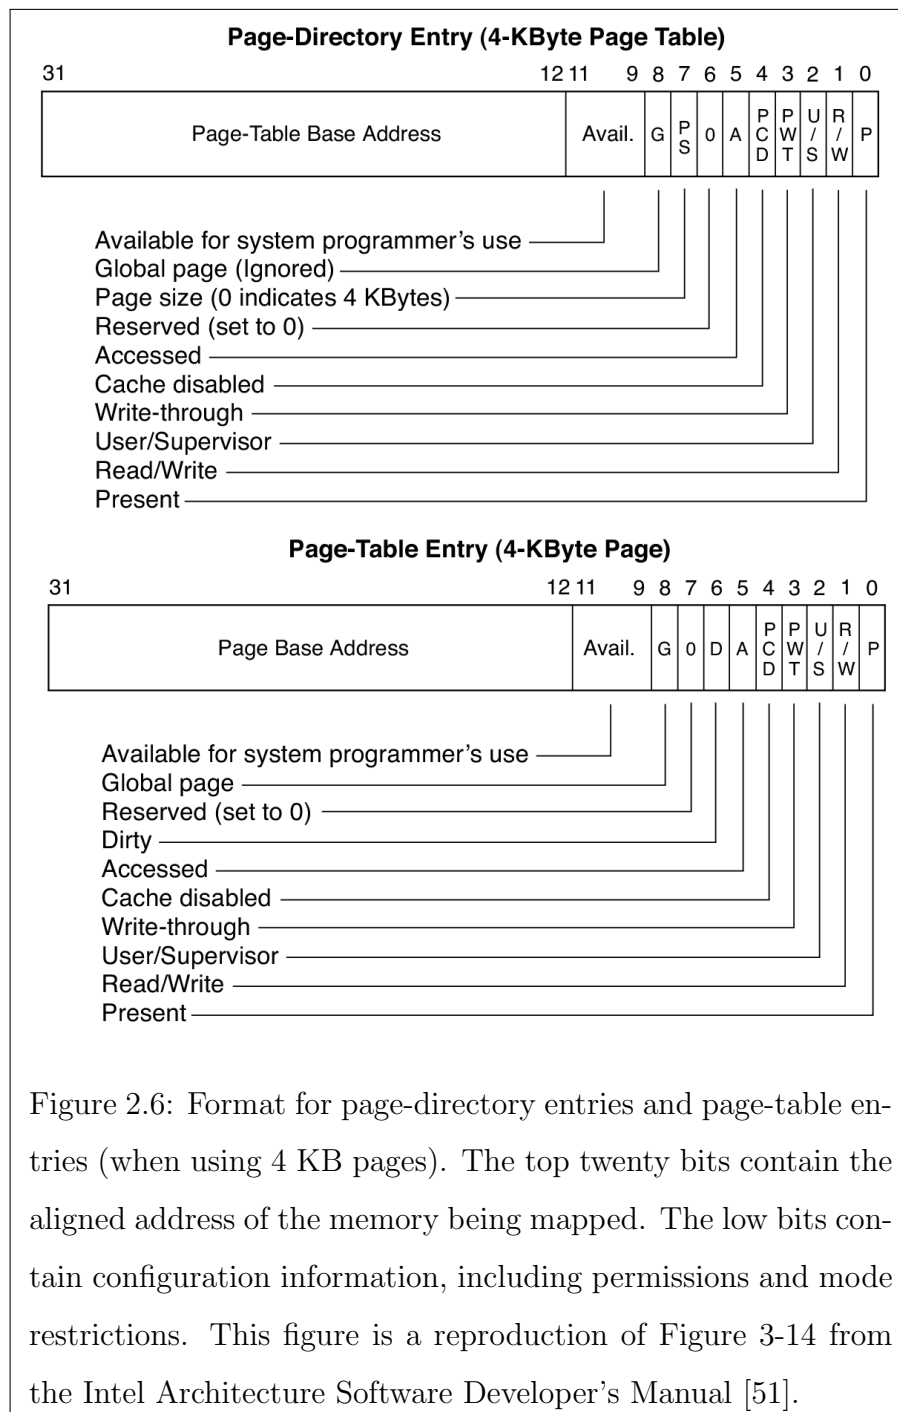 Page-Directory Entry (4-KByte Page Table)
31 12 11 9 8 7 6 5 4 3 2 1 0
Page-Table Base Address Avail. G PS 0 A PCD PWT U/S R/W P
Available for system programmer’s use
Global page (Ignored)
Page size (0 indicates 4 KBytes)
Reserved (set to 0)
Accessed
Cache disabled
Write-through
User/Supervisor
Read/Write
Present
Page-Table Entry (4-KByte Page)
31 12 11 9 8 7 6 5 4 3 2 1 0
Page Base Address Avail. G 0 D A PCD PWT U/S R/W P
Available for system programmer’s use
Global page
Reserved (set to 0)
Dirty
Accessed
Cache disabled
Write-through
User/Supervisor
Read/Write
Present
Figure 2.6: Format for page-directory entries and page-table en-
tries (when using 4 KB pages). The top twenty bits contain the
aligned address of the memory being mapped. The low bits con-
tain configuration information, including permissions and mode
restrictions. This figure is a reproduction of Figure 3-14 from
the Intel Architecture Software Developer’s Manual [51].